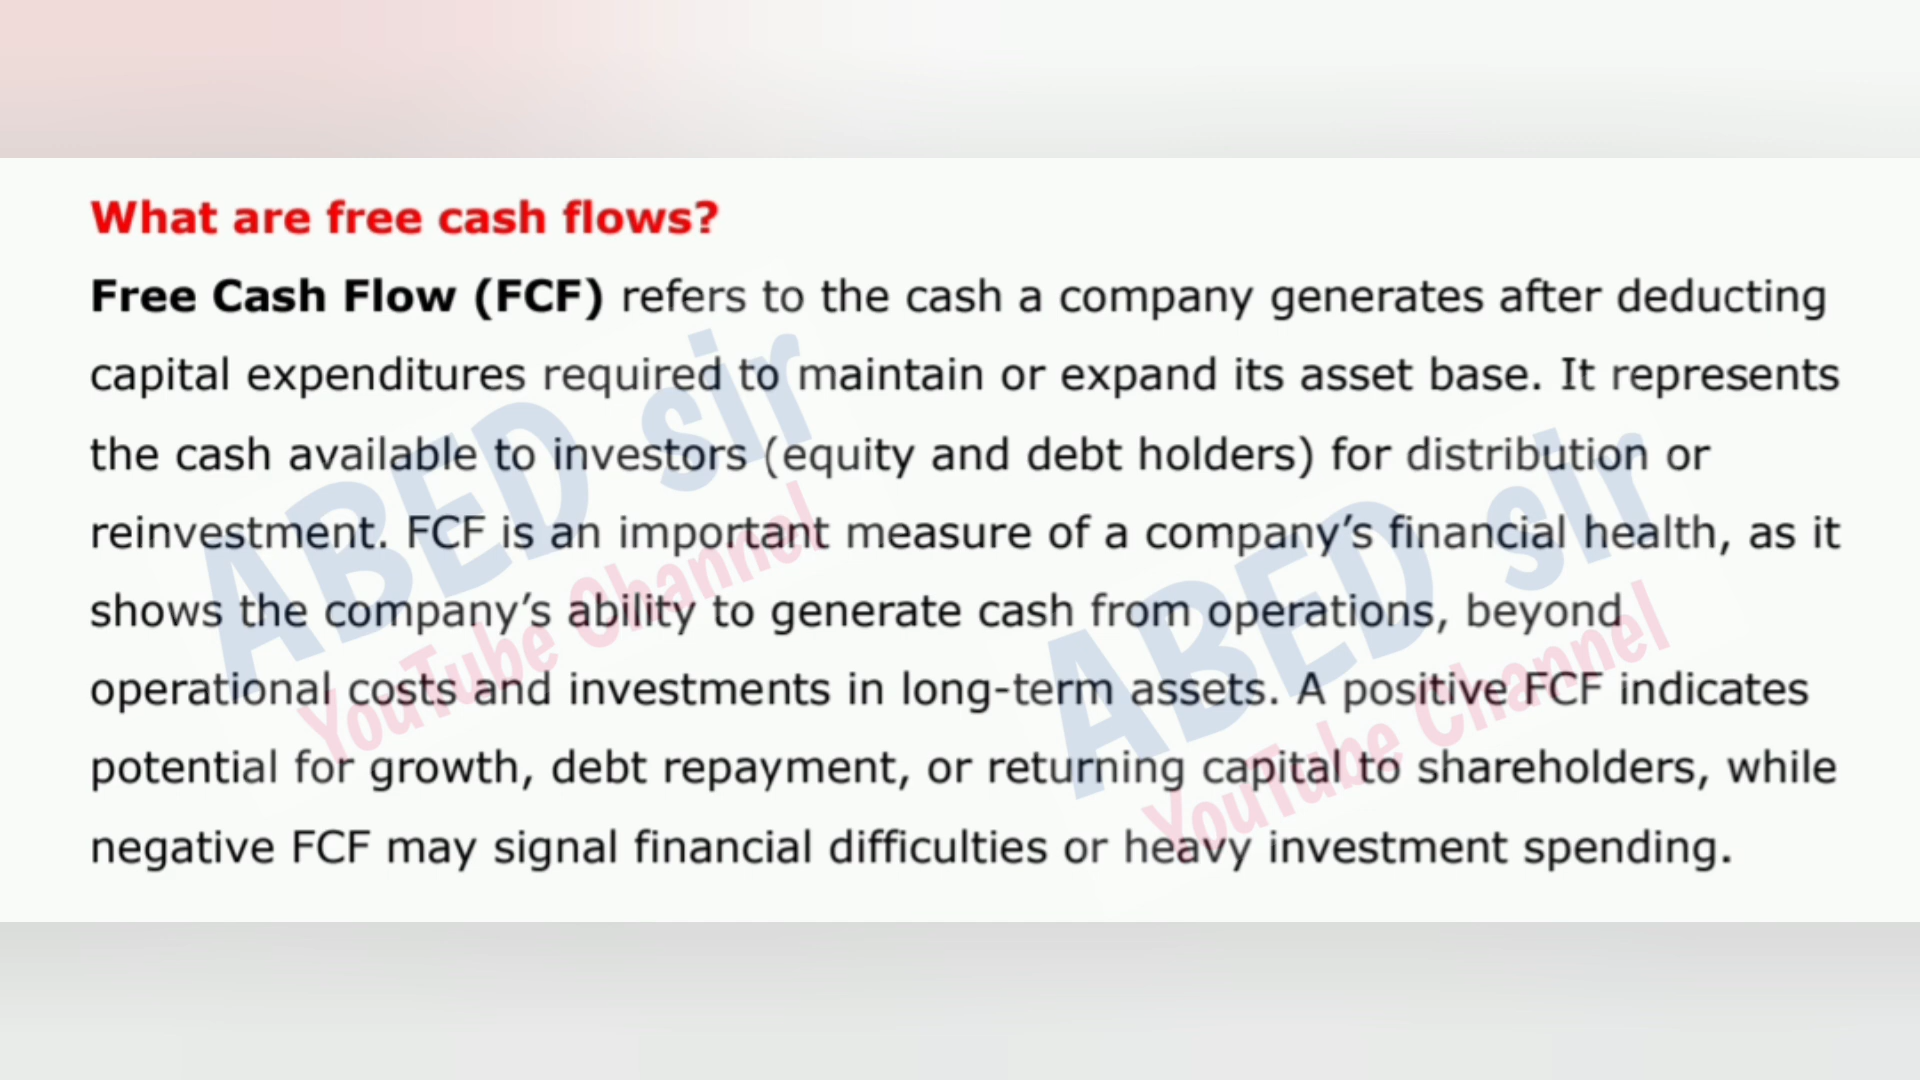 What are free cash flows?
Free Cash Flow (FCF) refers to the cash a company generates after deducting
capital expenditures required to maintain or expand its asset base. It represents
the cash available to investors (equity and debt holders) for distribution or
reinvestment. FCF is an important measure of a company’s financial health, as it
shows the company’s ability to generate cash from operations, beyond
operational costs and investments in long-term assets. A positive FCF indicates
potential for growth, debt repayment, or returning capital to shareholders, while
negative FCF may signal financial difficulties or heavy investment spending.
ABED sir
YouTube Channel
ABED sir
YouTube Channel